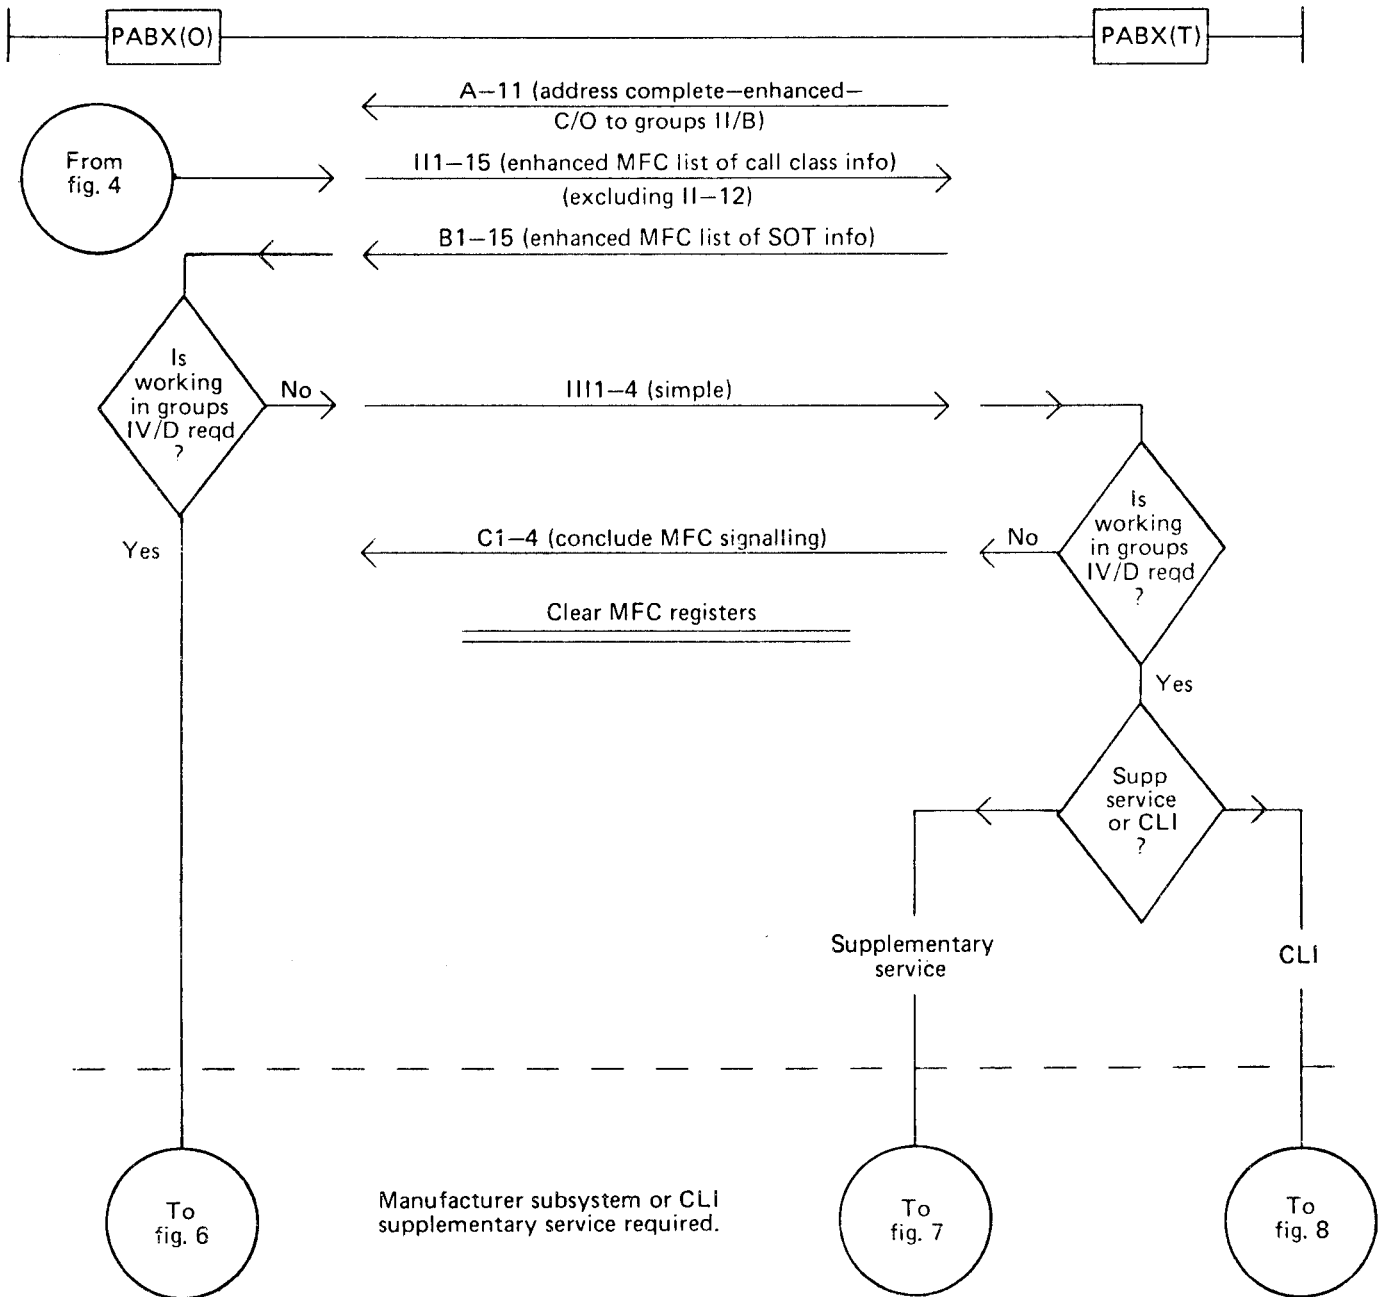 PABX(O)
PABX(T)
A—11 (address complete—enhanced—
C/O to groups II/B)
From
fig. 4
II1—15 (enhanced MFC list of call class info)
(excluding II—12)
B1—15 (enhanced MFC list of SOT info)
Is
working
in groups
IV/D reqd
?
No
III1—4 (simple)
Yes
C1—4 (conclude MFC signalling)
No
Is
working
in groups
IV/D reqd
?
Clear MFC registers
Yes
Supp
service
or CLI
?
Supplementary
service
CLI
To
fig. 6
Manufacturer subsystem or CLI
supplementary service required.
To
fig. 7
To
fig. 8